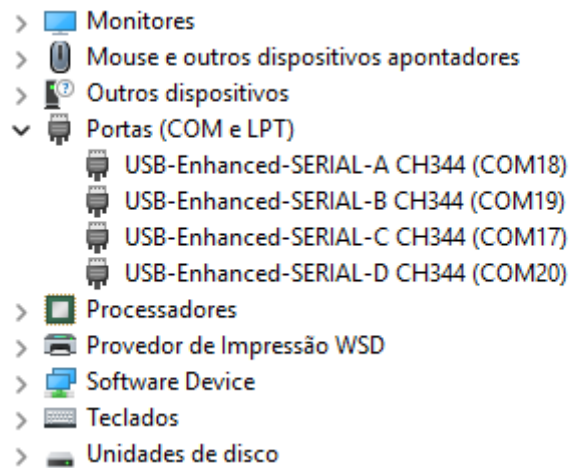 Monitores
Mouse e outros dispositivos apontadores
Outros dispositivos
Portas (COM e LPT)
USB-Enhanced-SERIAL-A CH344 (COM18)
USB-Enhanced-SERIAL-B CH344 (COM19)
USB-Enhanced-SERIAL-C CH344 (COM17)
USB-Enhanced-SERIAL-D CH344 (COM20)
Processadores
Provedor de Impressão WSD
Software Device
Teclados
Unidades de disco